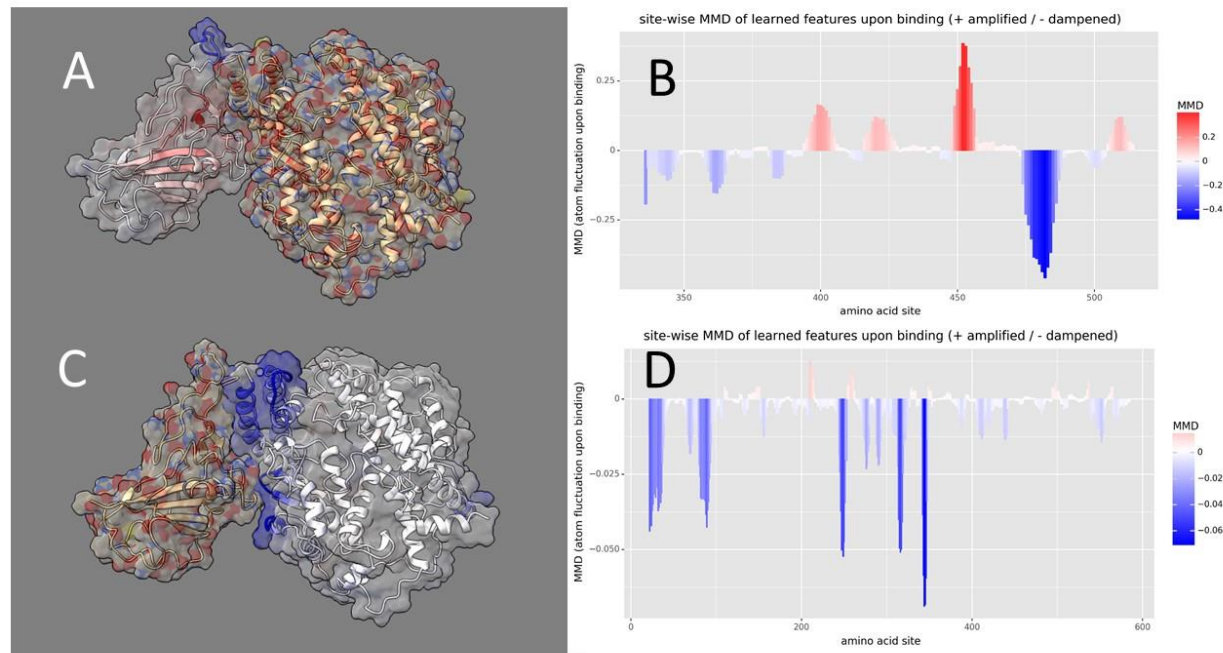 A
B
site-wise MMD of learned features upon binding (+ amplified / - dampened)
MMD (atom fluctuation upon binding)
0.25
0
-0.25
350
400
450
500
amino acid site
MMD
0.2
0
-0.2
-0.4
C
D
site-wise MMD of learned features upon binding (+ amplified / - dampened)
MMD (atom fluctuation upon binding)
0
-0.025
-0.050
0
200
400
600
amino acid site
MMD
0
-0.02
-0.04
-0.06